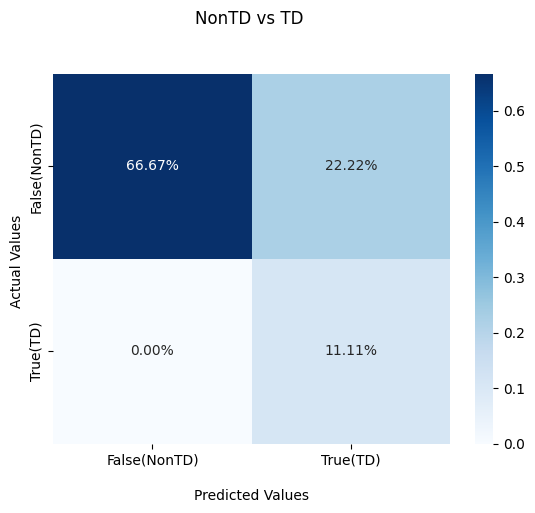 NonTD vs TD
Actual Values
False(NonTD)
True(TD)
66.67%
22.22%
0.00%
11.11%
False(NonTD)
True(TD)
Predicted Values
0.6
0.5
0.4
0.3
0.2
0.1
0.0